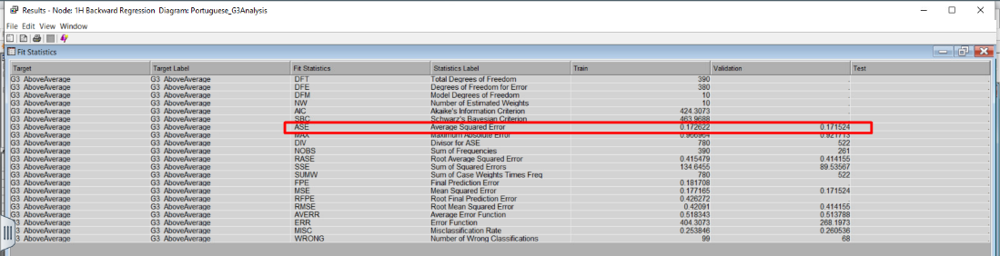 Results - Node: 1H Backward Regression Diagram: Portuguese_G3Analysis
File Edit View Window
Fit Statistics
Target Target Label Fit Statistics Statistics Label Train Validation Test
G3 AboveAverage G3 AboveAverage DFT Total Degrees of Freedom 390 . .
G3 AboveAverage G3 AboveAverage DFE Degrees of Freedom for Error 380 . .
G3 AboveAverage G3 AboveAverage DFM Model Degrees of Freedom 10 . .
G3 AboveAverage G3 AboveAverage NW Number of Estimated Weights 10 . .
G3 AboveAverage G3 AboveAverage AIC Akaike's Information Criterion 424.3073 . .
G3 AboveAverage G3 AboveAverage SBC Schwarz's Bayesian Criterion 463.9688 . .
G3 AboveAverage G3 AboveAverage ASE Average Squared Error 0.172622 0.171524 .
G3 AboveAverage G3 AboveAverage MAX Maximum Absolute Error 0.966964 0.921713 .
G3 AboveAverage G3 AboveAverage DIV Divisor for ASE 780 522 .
G3 AboveAverage G3 AboveAverage NOBS Sum of Frequencies 390 261 .
G3 AboveAverage G3 AboveAverage RASE Root Average Squared Error 0.415479 0.414155 .
G3 AboveAverage G3 AboveAverage SSE Sum of Squared Errors 134.6455 89.53567 .
G3 AboveAverage G3 AboveAverage SUMW Sum of Case Weights Times Freq 780 522 .
G3 AboveAverage G3 AboveAverage FPE Final Prediction Error 0.181708 . .
G3 AboveAverage G3 AboveAverage MSE Mean Squared Error 0.177165 0.171524 .
G3 AboveAverage G3 AboveAverage RFPE Root Final Prediction Error 0.426272 . .
G3 AboveAverage G3 AboveAverage RMSE Root Mean Squared Error 0.42091 0.414155 .
G3 AboveAverage G3 AboveAverage AVERR Average Error Function 0.518343 0.513788 .
G3 AboveAverage G3 AboveAverage ERR Error Function 404.3073 268.1973 .
G3 AboveAverage G3 AboveAverage MISC Misclassification Rate 0.253846 0.260536 .
G3 AboveAverage G3 AboveAverage WRONG Number of Wrong Classifications 99 68 .